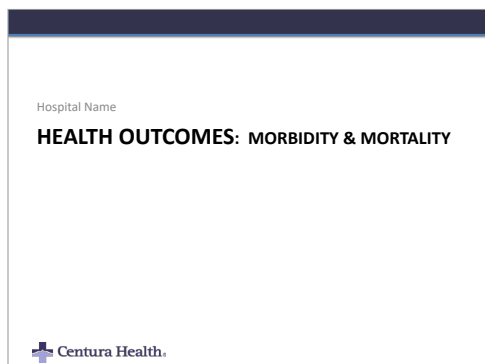 Hospital Name
HEALTH OUTCOMES: MORBIDITY & MORTALITY
Centura Health.